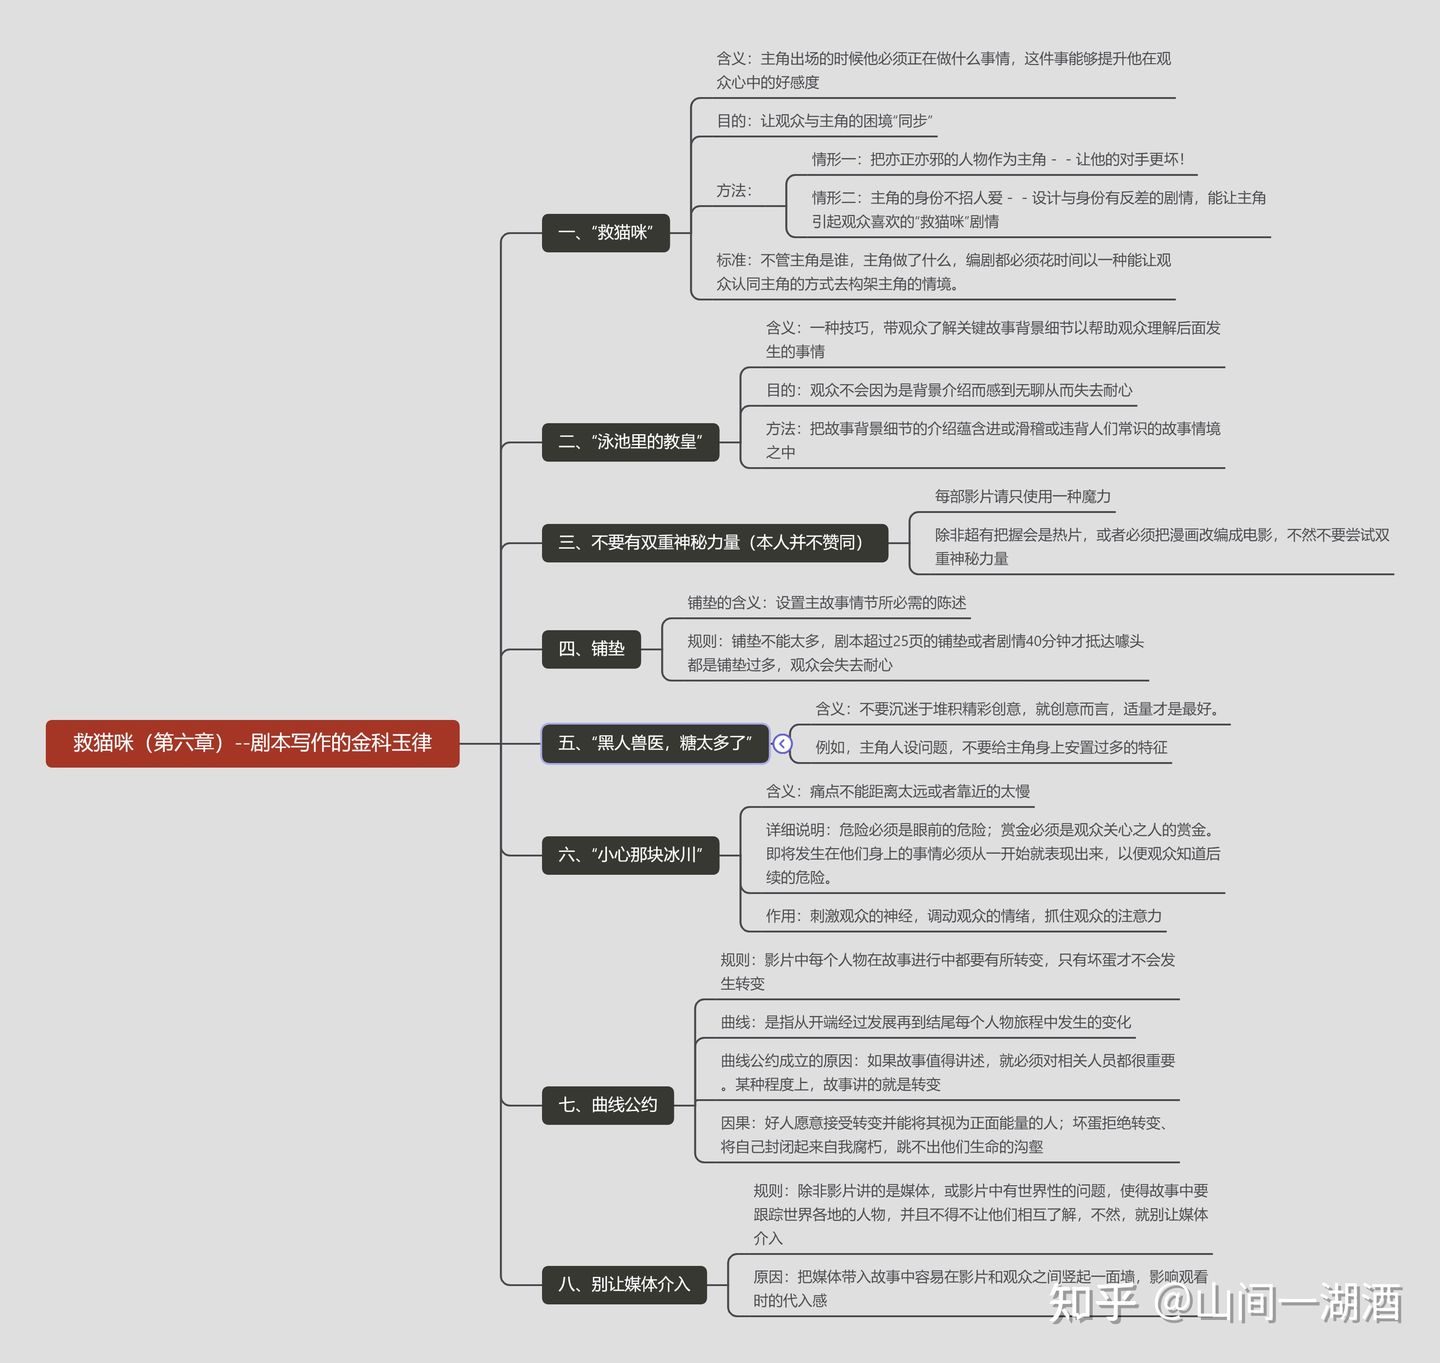 救猫咪（第六章）--剧本写作的金科玉律
一、“救猫咪”
含义：主角出场的时候他必须正在做什么事情，这件事能够提升他在观
众心中的好感度
目的：让观众与主角的困境“同步”
方法：
情形一：把亦正亦邪的人物作为主角 - - 让他的对手更坏！
情形二：主角的身份不招人爱 - - 设计与身份有反差的剧情，能让主角
引起观众喜欢的“救猫咪”剧情
标准：不管主角是谁，主角做了什么，编剧都必须花时间以一种能让观
众认同主角的方式去构架主角的情境。
二、“泳池里的教皇”
含义：一种技巧，带观众了解关键故事背景细节以帮助观众理解后面发
生的事情
目的：观众不会因为是背景介绍而感到无聊从而失去耐心
方法：把故事背景细节的介绍蕴含进或滑稽或违背人们常识的故事情境
之中
三、不要有双重神秘力量（本人并不赞同）
每部影片请只使用一种魔力
除非超有把握会是热片，或者必须把漫画改编成电影，不然不要尝试双
重神秘力量
四、铺垫
铺垫的含义：设置主故事情节所必需的陈述
规则：铺垫不能太多，剧本超过25页的铺垫或者剧情40分钟才抵达噱头
都是铺垫过多，观众会失去耐心
五、“黑人兽医，糖太多了”
含义：不要沉迷于堆积精彩创意，就创意而言，适量才是最好。
例如，主角人设问题，不要给主角身上安置过多的特征
六、“小心那块冰川”
含义：痛点不能距离太远或者靠近的太慢
详细说明：危险必须是眼前的危险；赏金必须是观众关心之人的赏金。
即将发生在他们身上的事情必须从一开始就表现出来，以便观众知道后
续的危险。
作用：刺激观众的神经，调动观众的情绪，抓住观众的注意力
七、曲线公约
规则：影片中每个人物在故事进行中都要有所转变，只有坏蛋才不会发
生转变
曲线：是指从开端经过发展再到结尾每个人物旅程中发生的变化
曲线公约成立的原因：如果故事值得讲述，就必须对相关人员都很重要
。某种程度上，故事讲的就是转变
因果：好人愿意接受转变并能将其视为正面能量的人；坏蛋拒绝转变、
将自己封闭起来自我腐朽，跳不出他们生命的沟壑
八、别让媒体介入
规则：除非影片讲的是媒体，或影片中有世界性的问题，使得故事中要
跟踪世界各地的人物，并且不得不让他们相互了解，不然，就别让媒体
介入
原因：把媒体带入故事中容易在影片和观众之间竖起一面墙，影响观看
时的代入感
知乎 @山间一湖酒